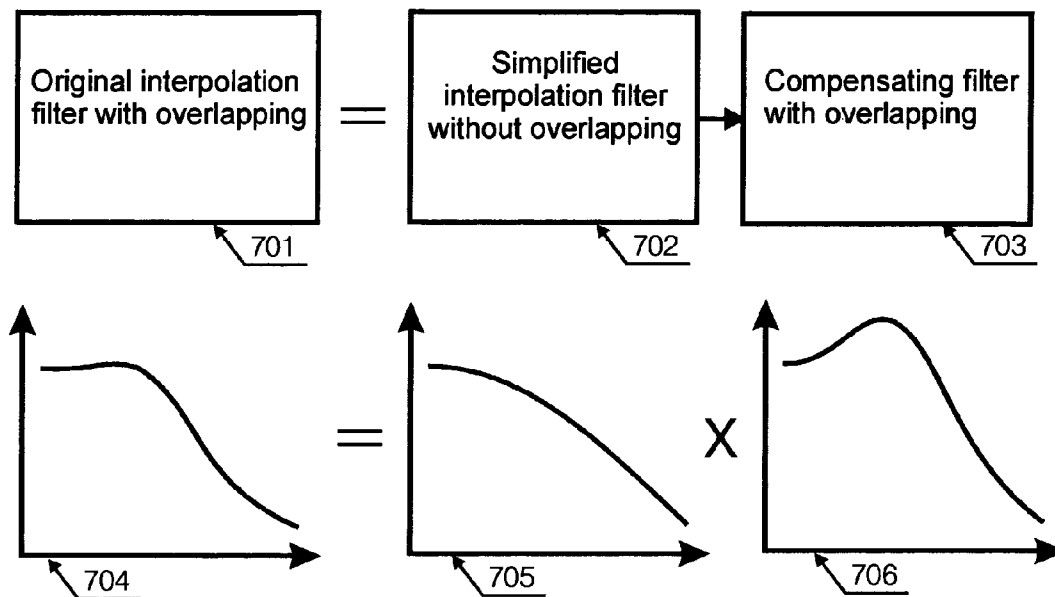 Original interpolation
filter with overlapping
=
Simplified
interpolation filter
without overlapping
Compensating filter
with overlapping
701
702
703
=
X
704
705
706